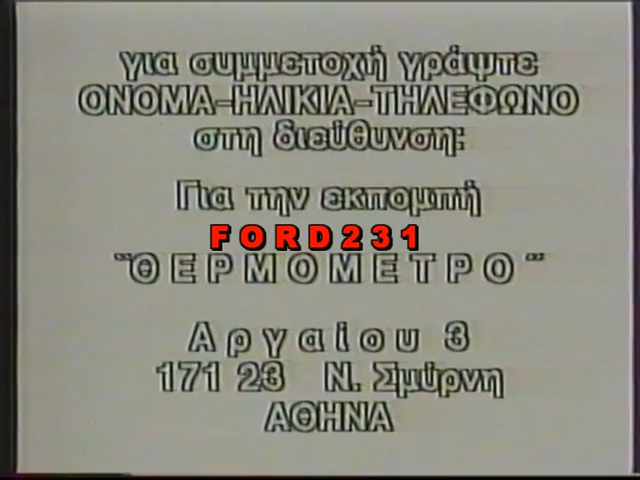 για συμμετοχή γράψτε
ΟΝΟΜΑ-ΗΛΙΚΙΑ-ΤΗΛΕΦΩΝΟ
στη διεύθυνση:
Για την εκπομπή
FORD231
"ΘΕΡΜΟΜΕΤΡΟ"
Αργαίου 3
171 23 Ν. Σμύρνη
ΑΘΗΝΑ